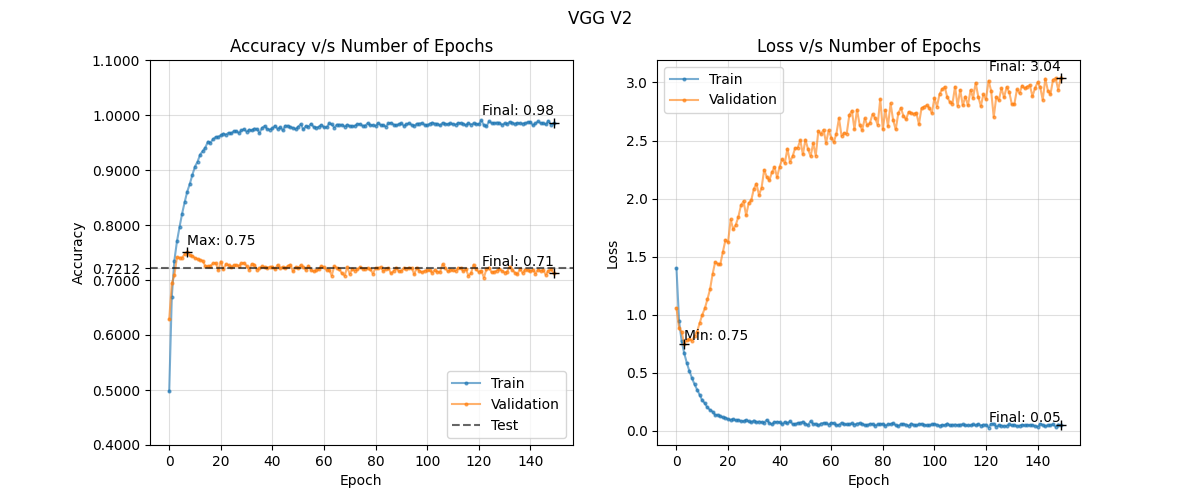 VGG V2
Accuracy v/s Number of Epochs
1.1000
1.0000
0.9000
0.8000
0.7212
0.7000
0.6000
0.5000
0.4000
Accuracy
Final: 0.98
Max: 0.75
Final: 0.71
Train
Validation
Test
0 20 40 60 80 100 120 140
Epoch
Loss v/s Number of Epochs
3.0
2.5
2.0
1.5
1.0
0.5
0.0
Loss
Train
Validation
Final: 3.04
Min: 0.75
Final: 0.05
0 20 40 60 80 100 120 140
Epoch